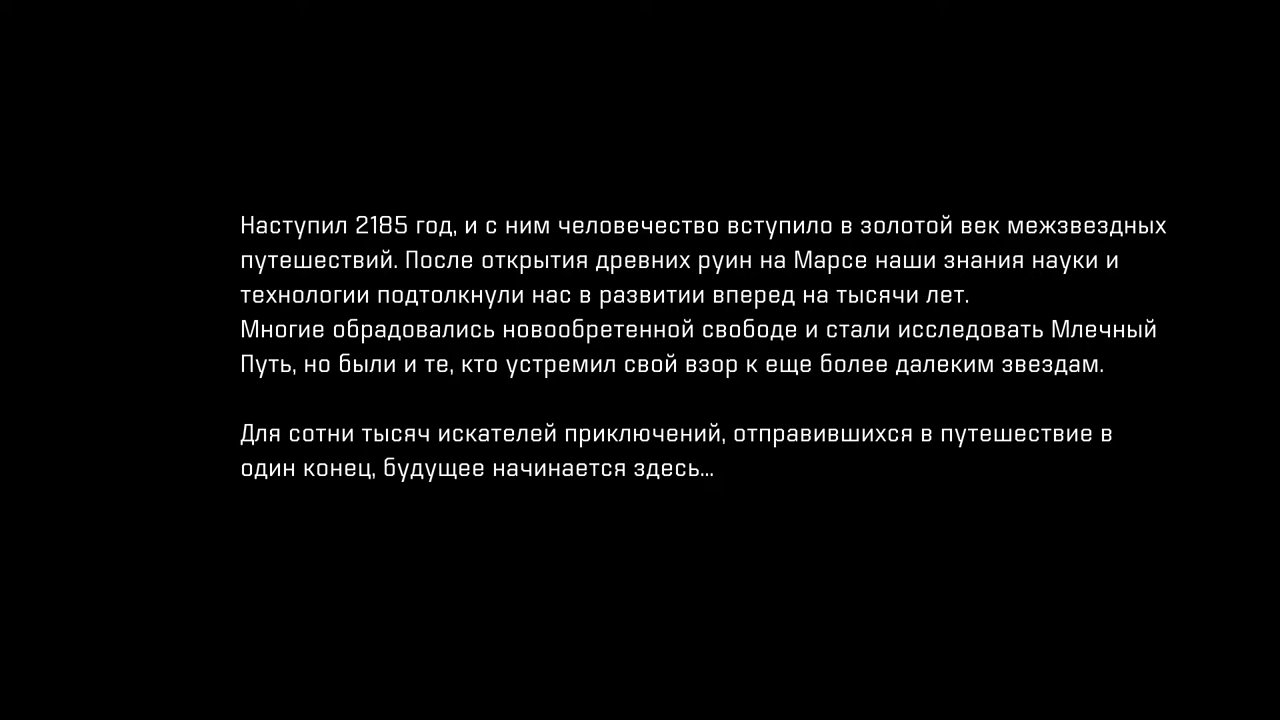 Наступил 2185 год, и с ним человечество вступило в золотой век межзвездных
путешествий. После открытия древних руин на Марсе наши знания науки и
технологии подтолкнули нас в развитии вперед на тысячи лет.
Многие обрадовались новообретенной свободе и стали исследовать Млечный
Путь, но были и те, кто устремил свой взор к еще более далеким звездам.
Для сотни тысяч искателей приключений, отправившихся в путешествие в
один конец, будущее начинается здесь...